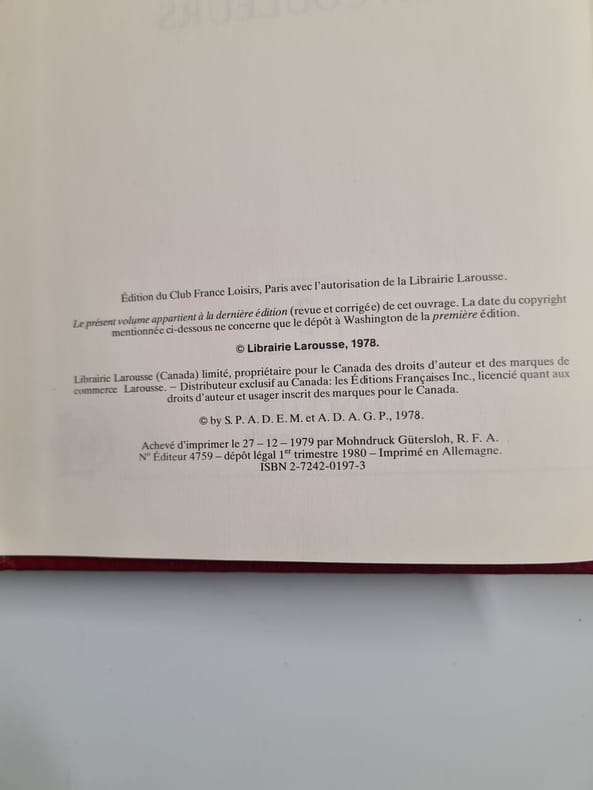 Édition du Club France Loisirs, Paris avec l'autorisation de la Librairie Larousse.
Le présent volume appartient à la dernière édition (revue et corrigée) de cet ouvrage. La date du copyright
mentionnée ci-dessous ne concerne que le dépôt à Washington de la première édition.
© Librairie Larousse, 1978.
Librairie Larousse (Canada) limité, propriétaire pour le Canada des droits d'auteur et des marques de
commerce Larousse. – Distributeur exclusif au Canada: les Éditions Françaises Inc., licencié quant aux
droits d'auteur et usager inscrit des marques pour le Canada.
© by S. P. A. D. E. M. et A. D. A. G. P., 1978.
Achevé d'imprimer le 27 – 12 – 1979 par Mohndruck Gütersloh, R. F. A.
N° Éditeur 4759 – dépôt légal 1er trimestre 1980 – Imprimé en Allemagne.
ISBN 2-7242-0197-3